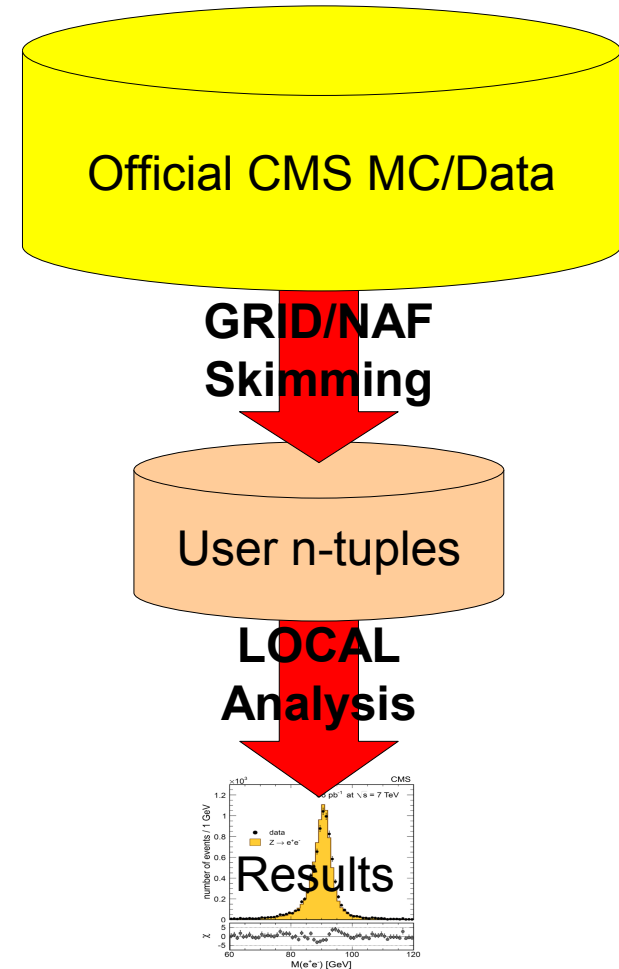 Official CMS MC/Data
GRID/NAF
Skimming
User n-tuples
LOCAL
Analysis
CMS
pb⁻¹ at √s = 7 TeV
data
Z → e⁺e⁻
Results
number of events / 1 GeV
×10³
1.2
1
0.8
0.6
0.4
0.2
0
χ
5
0
-5
60 80 100 120
M(e⁺e⁻) [GeV]